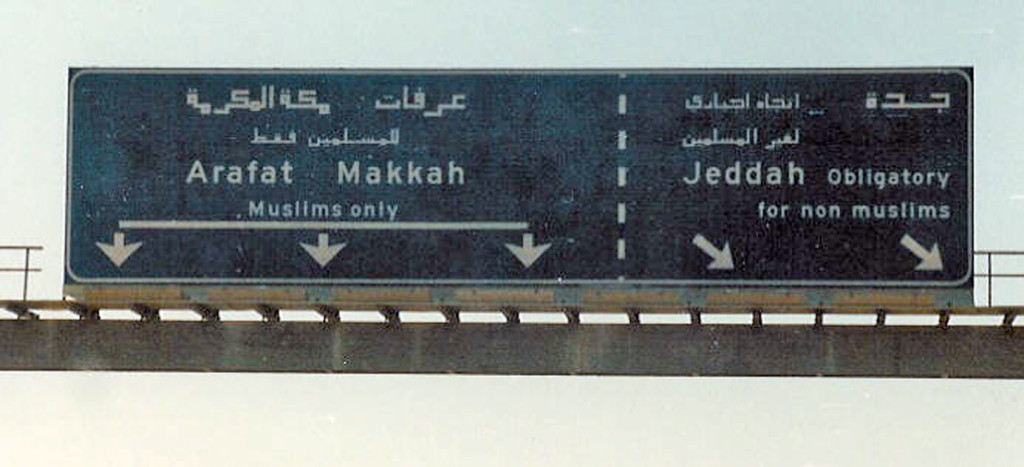 عرفات مكة المكرمة
للمسلمين فقط
Arafat Makkah
Muslims only
جدة اتجاه اجباري
لغير المسلمين
Jeddah Obligatory
for non muslims